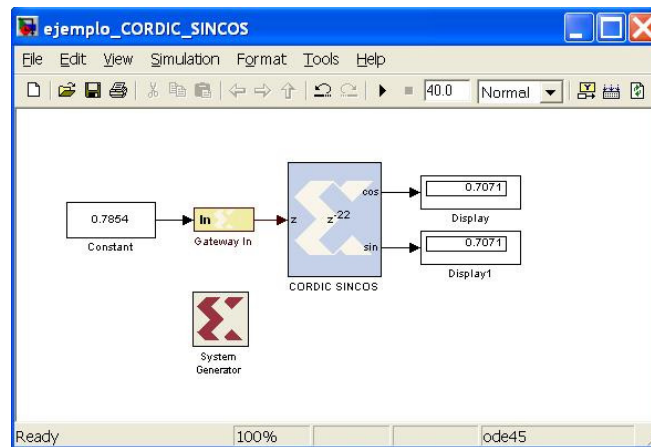 ejemplo_CORDIC_SINCOS
File Edit View Simulation Format Tools Help
40.0 Normal
cos 0.7071
Display
0.7854 In z z-22
Constant Gateway In
sin 0.7071
Display1
CORDIC SINCOS
System
Generator
Ready 100% ode45